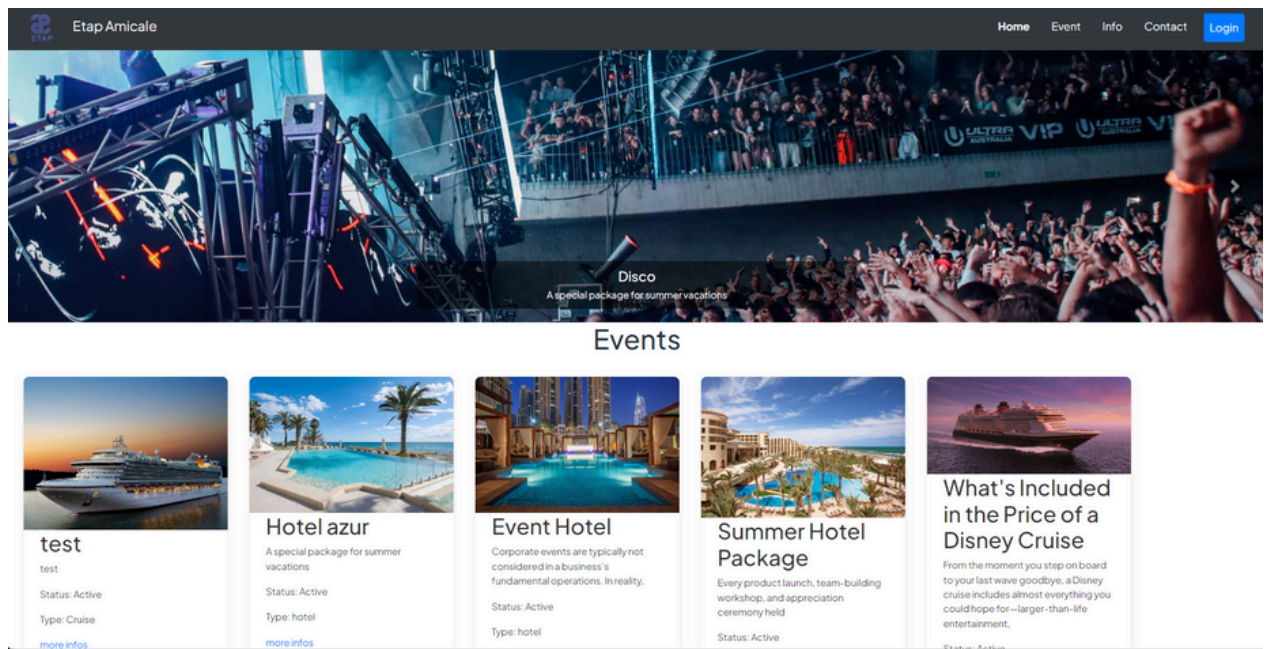 ETAP
Etap Amicale
Home
Event
Info
Contact
Login
ULTRA AUSTRALIA VIP ULTRA AUSTRALIA
Disco
A special package for summer vacations
Events
test
test
Status: Active
Type: Cruise
more infos
Hotel azur
A special package for summer
vacations
Status: Active
Type: hotel
more infos
Event Hotel
Corporate events are typically not
considered in a business's
fundamental operations. In reality,
Status: Active
Type: hotel
Summer Hotel
Package
Every product launch, team-building
workshop, and appreciation
ceremony held
Status: Active
What's Included
in the Price of a
Disney Cruise
From the moment you step on board
to your last wave goodbye, a Disney
cruise includes almost everything you
could hope for—larger-than-life
entertainment,
Status: Active